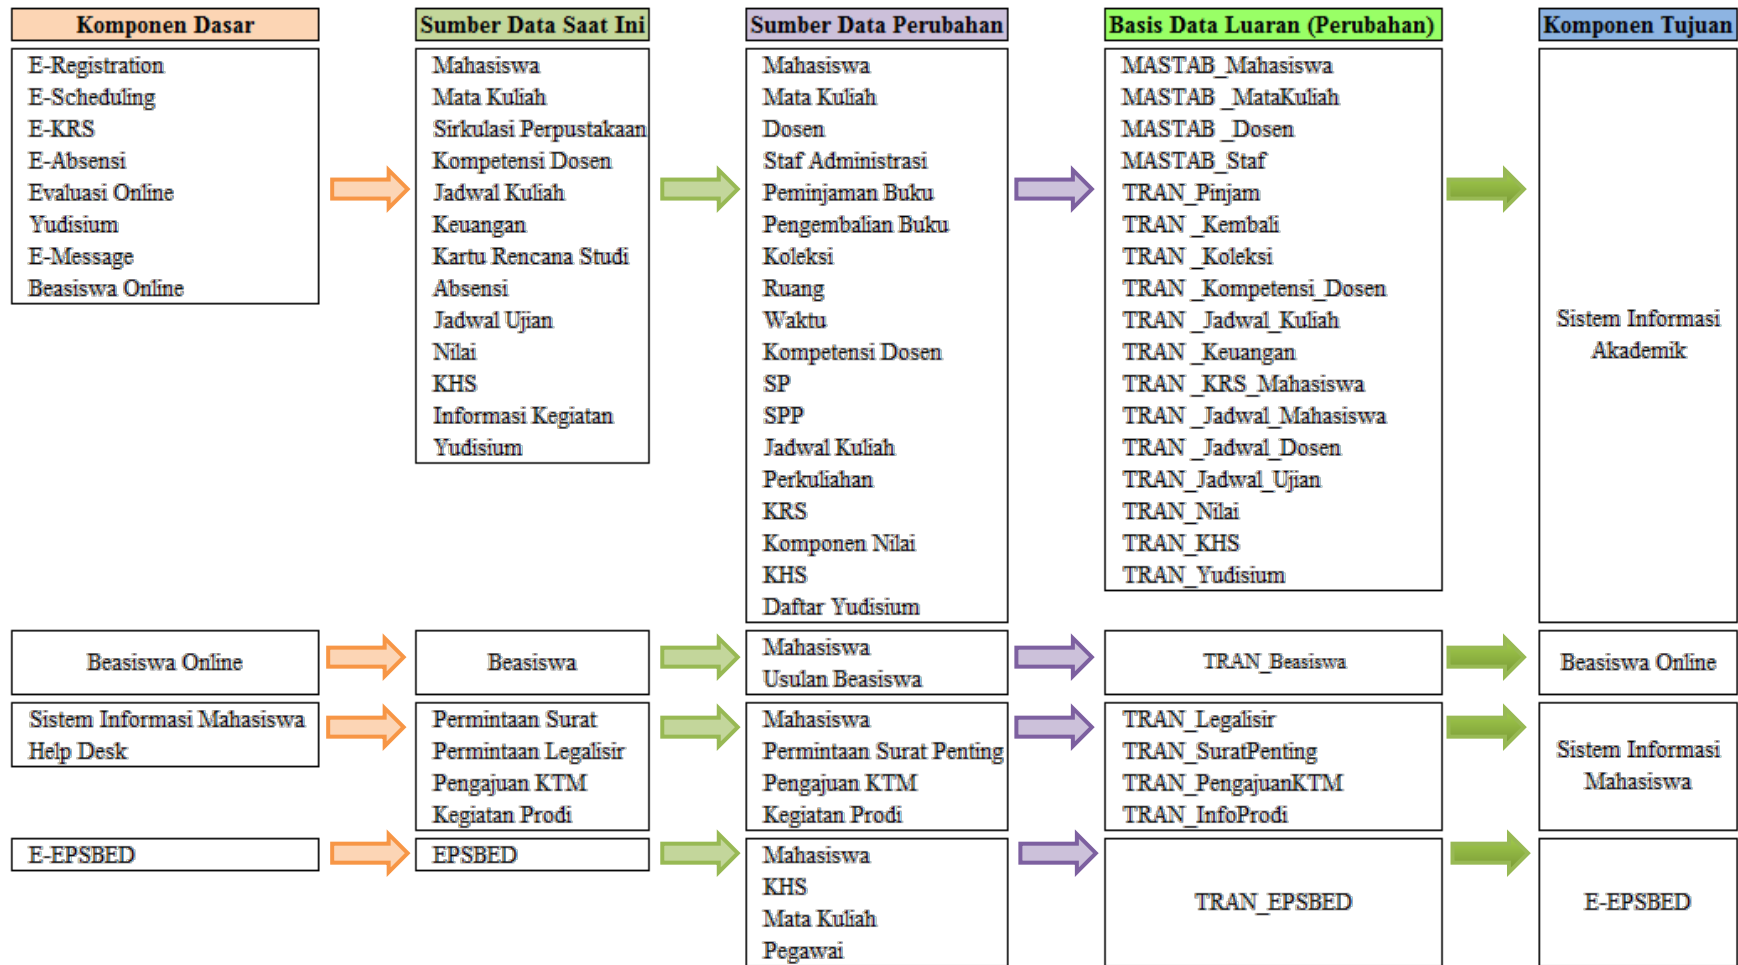 Komponen Dasar
Sumber Data Saat Ini
Sumber Data Perubahan
Basis Data Luaran (Perubahan)
Komponen Tujuan
E-Registration
E-Scheduling
E-KRS
E-Absensi
Evaluasi Online
Yudisium
E-Message
Beasiswa Online
Mahasiswa
Mata Kuliah
Sirkulasi Perpustakaan
Kompetensi Dosen
Jadwal Kuliah
Keuangan
Kartu Rencana Studi
Absensi
Jadwal Ujian
Nilai
KHS
Informasi Kegiatan
Yudisium
Mahasiswa
Mata Kuliah
Dosen
Staf Administrasi
Peminjaman Buku
Pengembalian Buku
Koleksi
Ruang
Waktu
Kompetensi Dosen
SP
SPP
Jadwal Kuliah
Perkuliahan
KRS
Komponen Nilai
KHS
Daftar Yudisium
MASTAB_Mahasiswa
MASTAB _MataKuliah
MASTAB _Dosen
MASTAB_Staf
TRAN_Pinjam
TRAN _Kembali
TRAN _Koleksi
TRAN _Kompetensi_Dosen
TRAN _Jadwal_Kuliah
TRAN _Keuangan
TRAN _KRS_Mahasiswa
TRAN _Jadwal_Mahasiswa
TRAN _Jadwal_Dosen
TRAN_Jadwal_Ujian
TRAN_Nilai
TRAN_KHS
TRAN_Yudisium
Sistem Informasi
Akademik
Beasiswa Online
Beasiswa
Mahasiswa
Usulan Beasiswa
TRAN_Beasiswa
Beasiswa Online
Sistem Informasi Mahasiswa
Help Desk
Permintaan Surat
Permintaan Legalisir
Pengajuan KTM
Kegiatan Prodi
Mahasiswa
Permintaan Surat Penting
Pengajuan KTM
Kegiatan Prodi
TRAN_Legalisir
TRAN_SuratPenting
TRAN_PengajuanKTM
TRAN_InfoProdi
Sistem Informasi
Mahasiswa
E-EPSBED
EPSBED
Mahasiswa
KHS
Mata Kuliah
Pegawai
TRAN_EPSBED
E-EPSBED